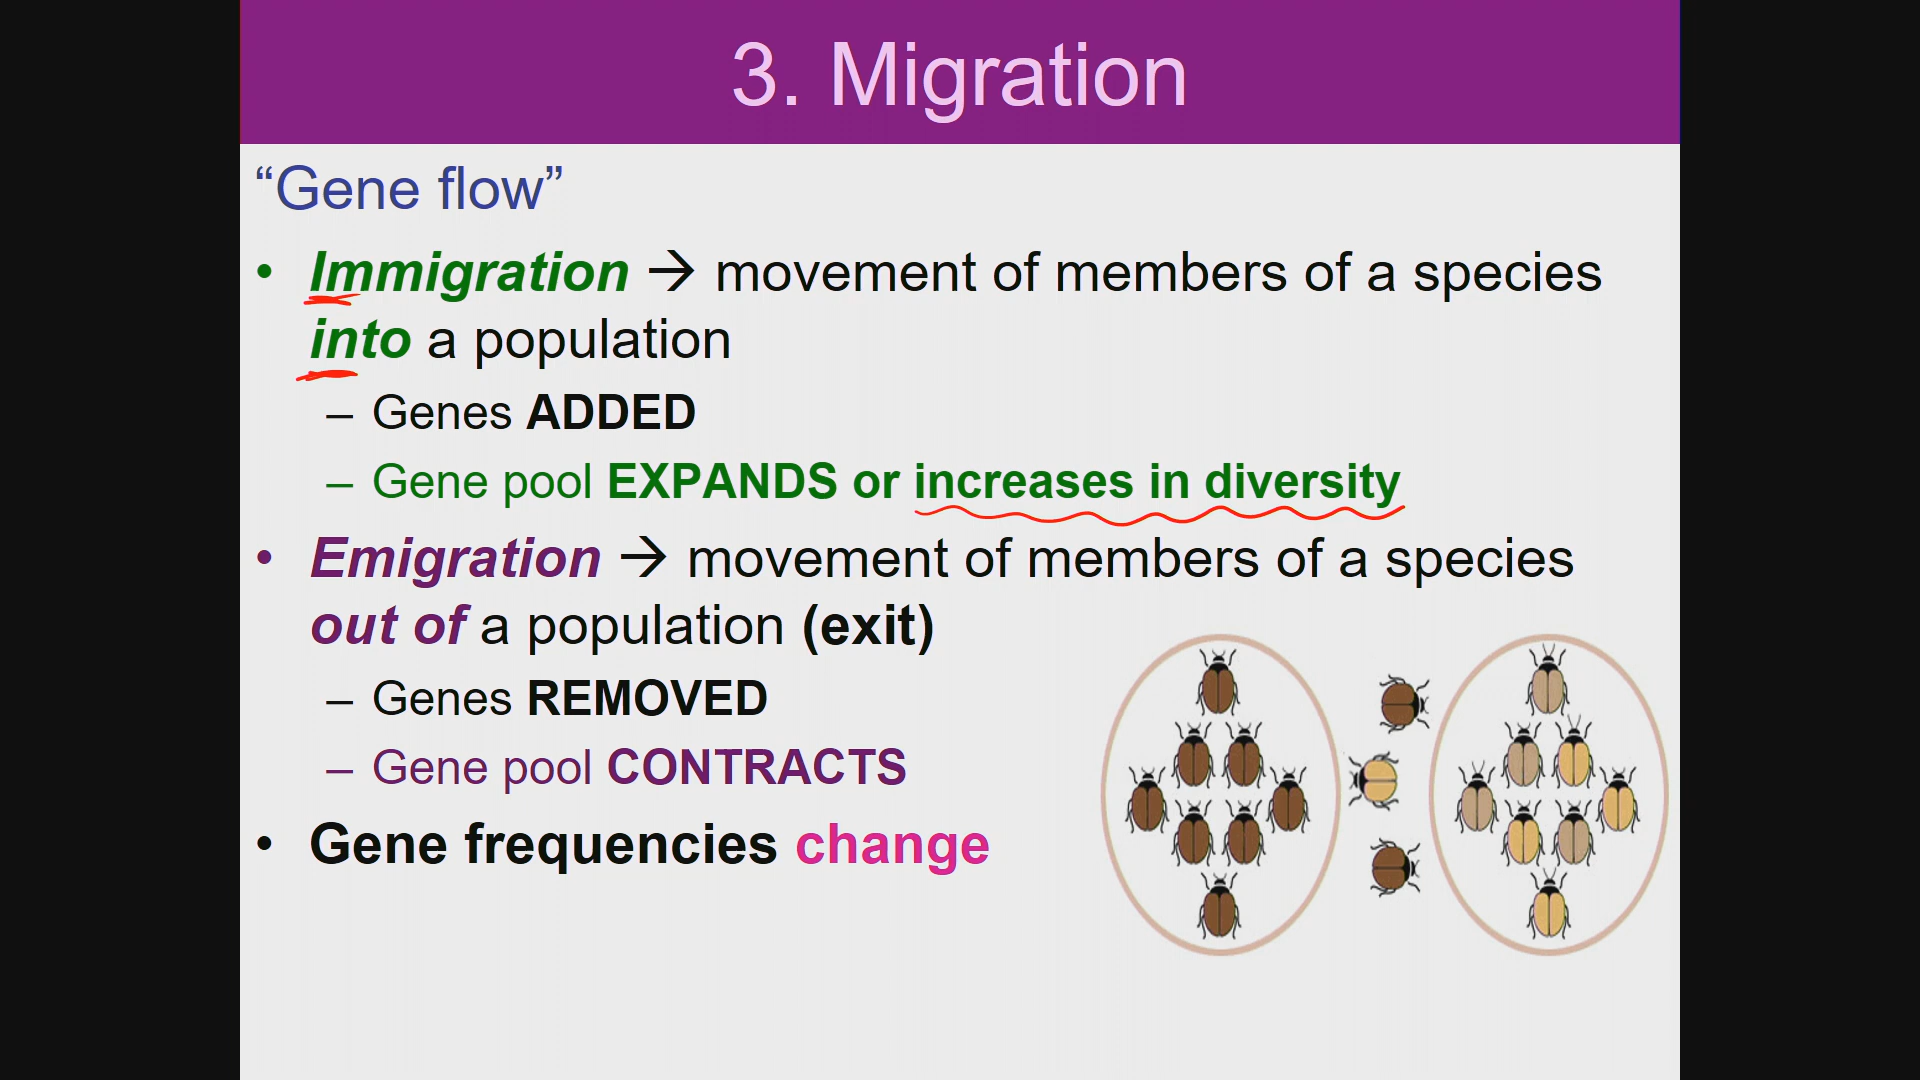 3. Migration
“Gene flow”
• Immigration → movement of members of a species
into a population
– Genes ADDED
– Gene pool EXPANDS or increases in diversity
• Emigration → movement of members of a species
out of a population (exit)
– Genes REMOVED
– Gene pool CONTRACTS
• Gene frequencies change